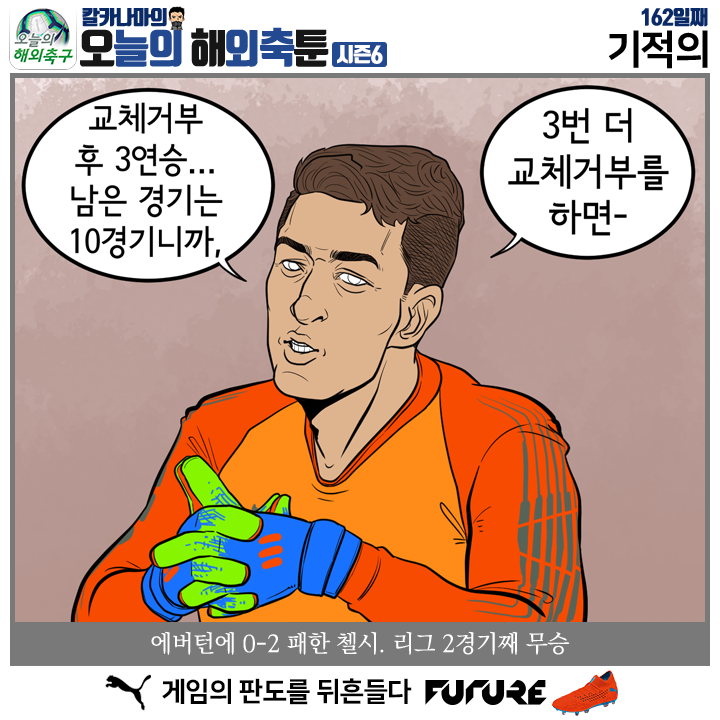 오늘의
해외축구
칼카나마의
오늘의 해외축툰
시즌6
162일째
기적의
교체거부
후 3연승...
남은 경기는
10경기니까,
3번 더
교체거부를
하면-
에버턴에 0-2 패한 첼시. 리그 2경기째 무승
게임의 판도를 뒤흔들다 FUTURE